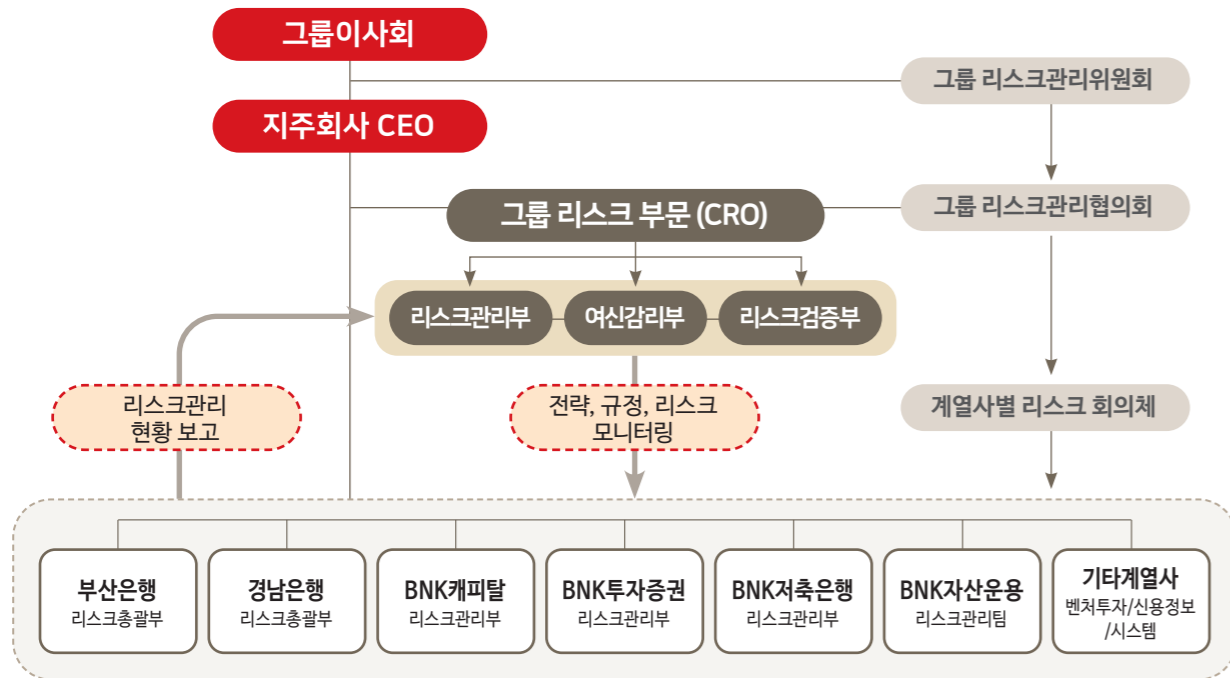 그룹이사회
그룹 리스크관리위원회
지주회사 CEO
그룹 리스크 부문 (CRO)
그룹 리스크관리협의회
리스크관리부
여신감리부
리스크검증부
리스크관리
현황 보고
전략, 규정, 리스크
모니터링
계열사별 리스크 회의체
부산은행
리스크총괄부
경남은행
리스크총괄부
BNK캐피탈
리스크관리부
BNK투자증권
리스크관리부
BNK저축은행
리스크관리부
BNK자산운용
리스크관리팀
기타계열사
벤처투자/신용정보
/시스템